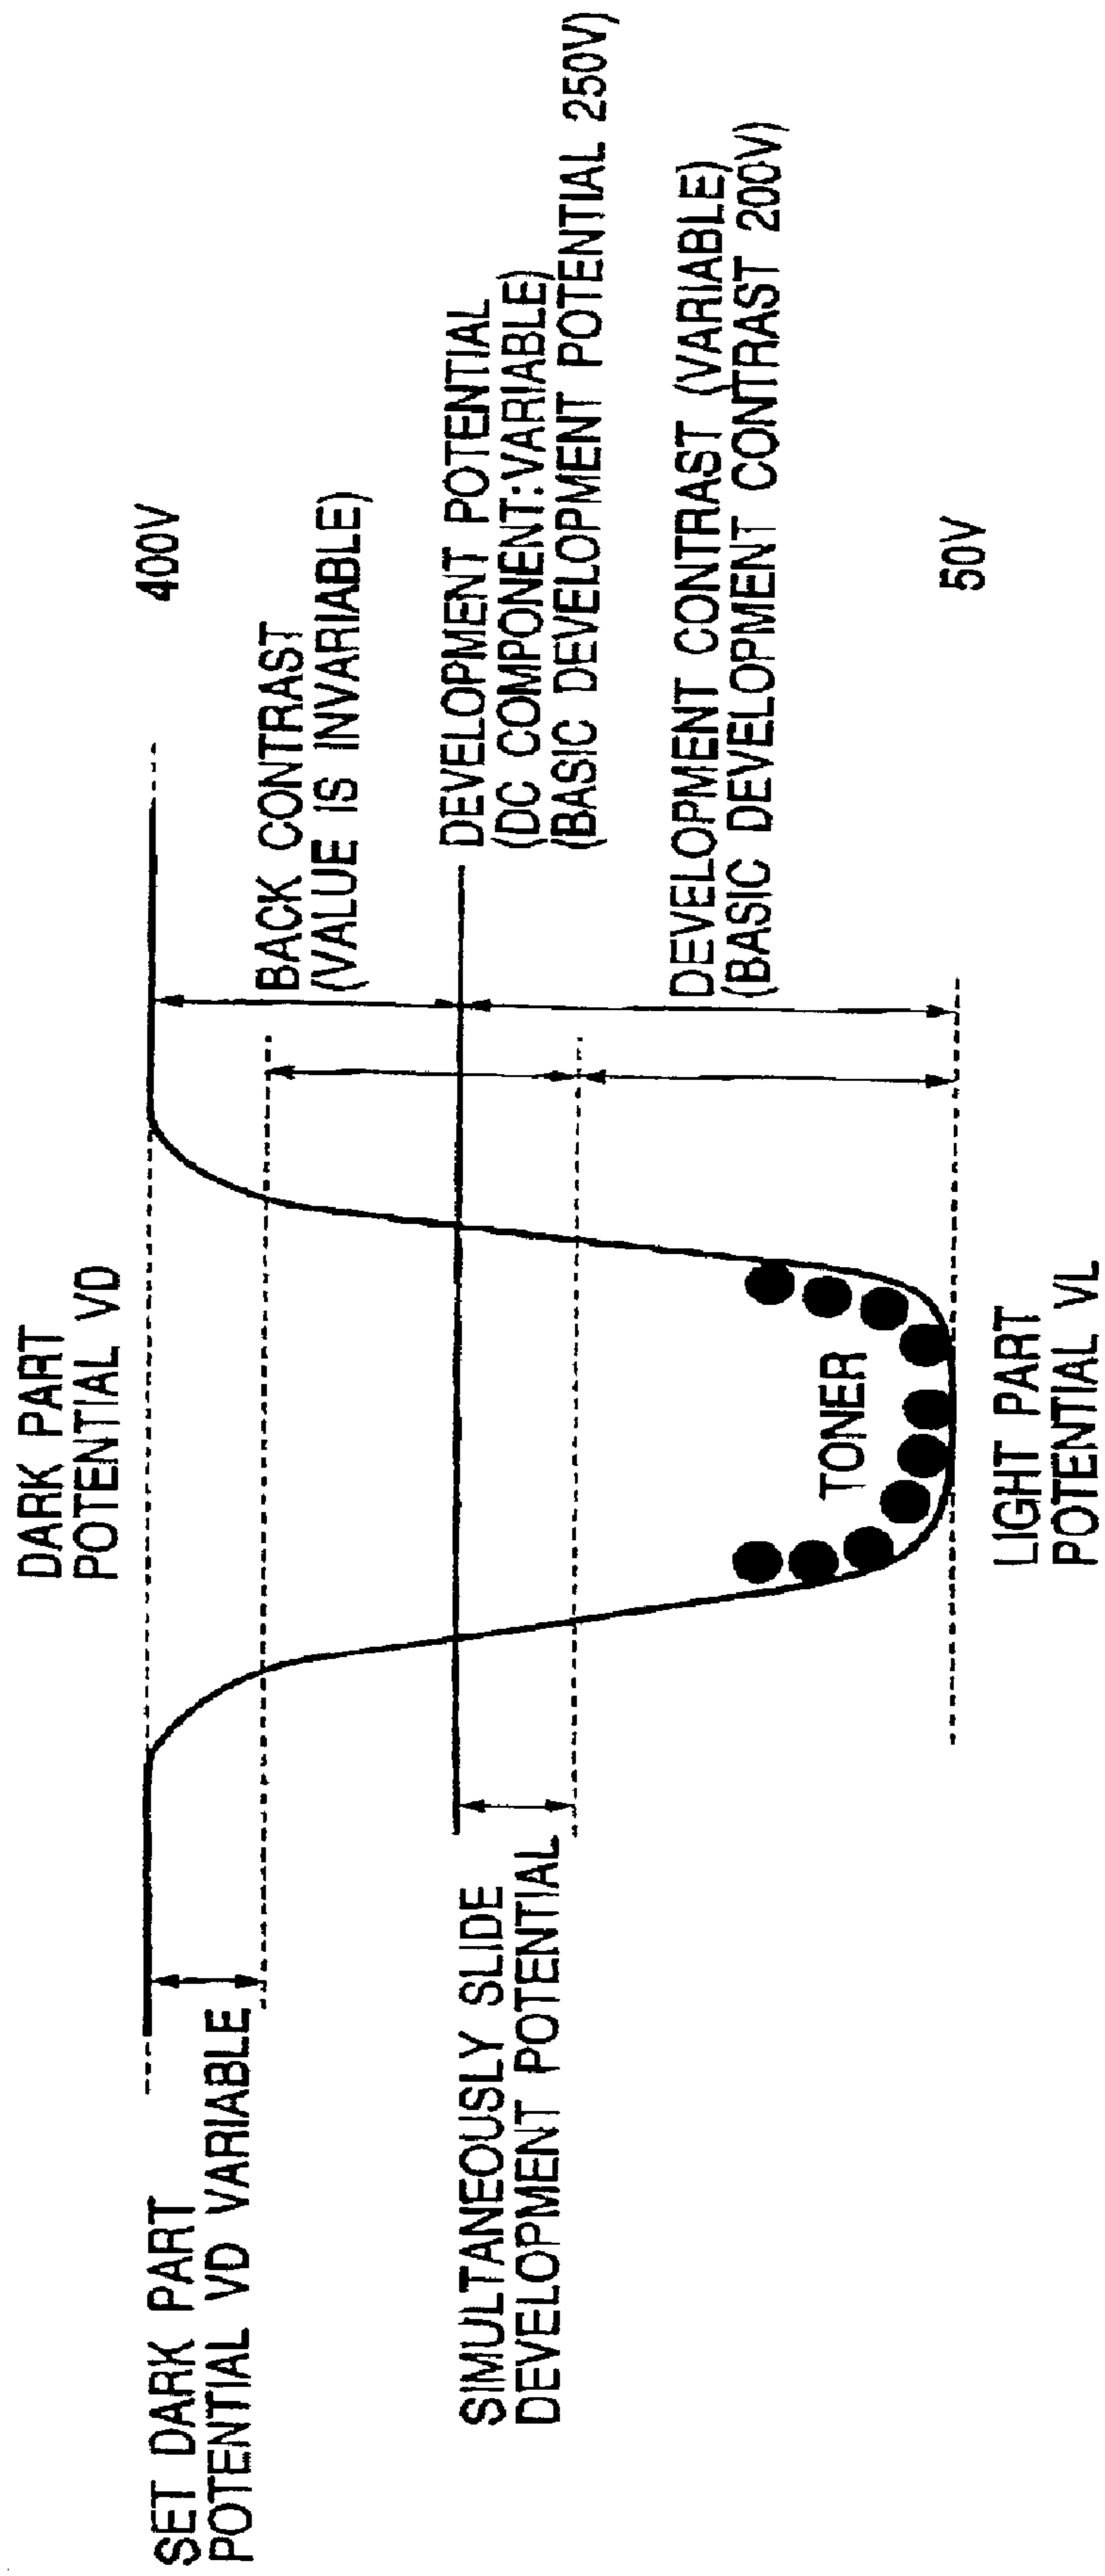 DARK PART
POTENTIAL VD
400V
SET DARK PART
POTENTIAL VD VARIABLE
BACK CONTRAST
(VALUE IS INVARIABLE)
SIMULTANEOUSLY SLIDE
DEVELOPMENT POTENTIAL
DEVELOPMENT POTENTIAL
(DC COMPONENT:VARIABLE)
(BASIC DEVELOPMENT POTENTIAL 250V)
DEVELOPMENT CONTRAST (VARIABLE)
(BASIC DEVELOPMENT CONTRAST 200V)
TONER
50V
LIGHT PART
POTENTIAL VL